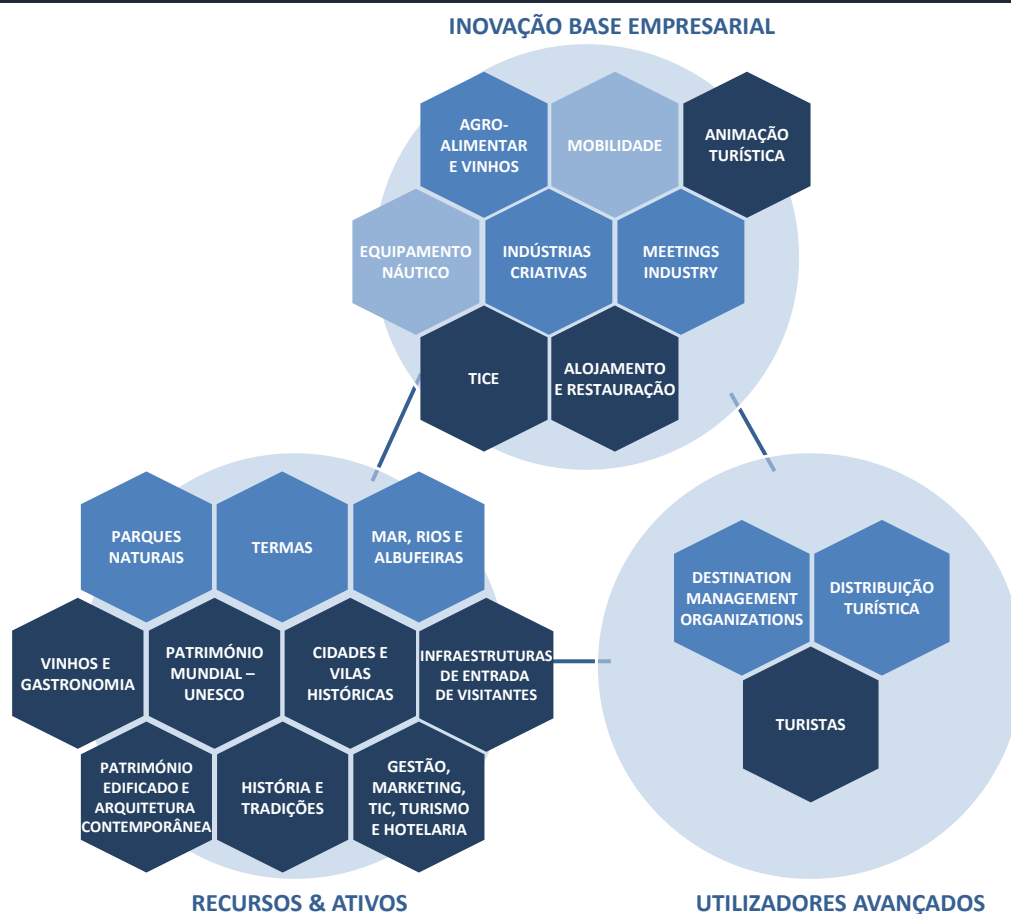 INOVAÇÃO BASE EMPRESARIAL
AGRO-
ALIMENTAR
E VINHOS
MOBILIDADE
ANIMAÇÃO
TURÍSTICA
EQUIPAMENTO
NÁUTICO
INDÚSTRIAS
CRIATIVAS
MEETINGS
INDUSTRY
TICE
ALOJAMENTO
E RESTAURAÇÃO
PARQUES
NATURAIS
TERMAS
MAR, RIOS E
ALBUFEIRAS
VINHOS E
GASTRONOMIA
PATRIMÓNIO
MUNDIAL –
UNESCO
CIDADES E
VILAS
HISTÓRICAS
INFRAESTRUTURAS
DE ENTRADA
DE VISITANTES
PATRIMÓNIO
EDIFICADO E
ARQUITETURA
CONTEMPORÂNEA
HISTÓRIA E
TRADIÇÕES
GESTÃO,
MARKETING,
TIC, TURISMO
E HOTELARIA
RECURSOS & ATIVOS
DESTINATION
MANAGEMENT
ORGANIZATIONS
DISTRIBUIÇÃO
TURÍSTICA
TURISTAS
UTILIZADORES AVANÇADOS